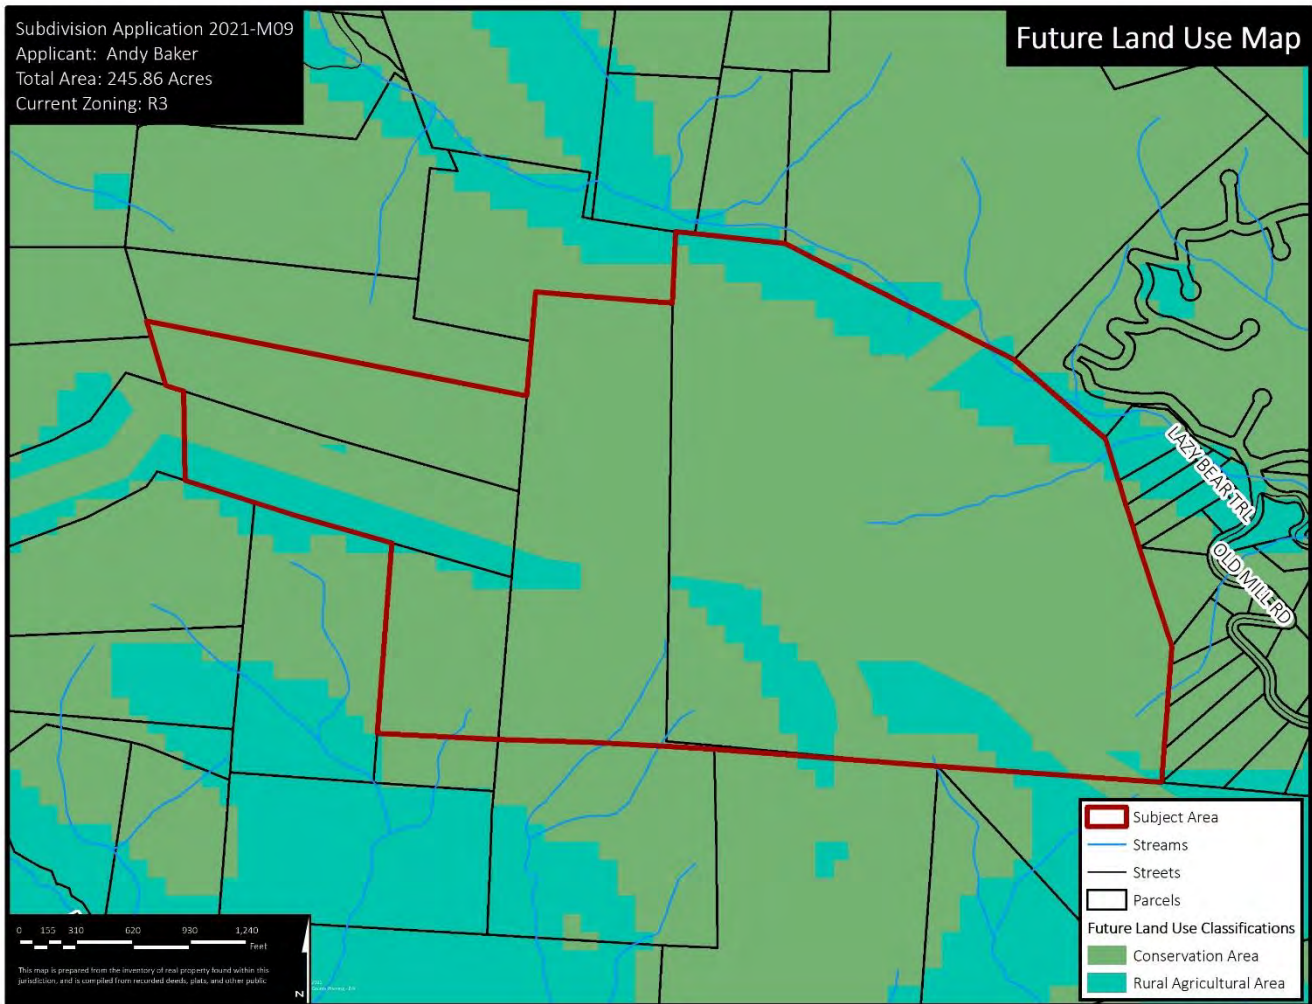 Subdivision Application 2021-M09
Applicant: Andy Baker
Total Area: 245.86 Acres
Current Zoning: R3
Future Land Use Map
LAZY BEAR TRL
OLD MILL RD
Subject Area
Streams
Streets
Parcels
Future Land Use Classifications
Conservation Area
Rural Agricultural Area
0 155 310 620 930 1,240
Feet
This map is prepared from the inventory of real property found within this
jurisdiction, and is compiled from recorded deeds, plats, and other public
N